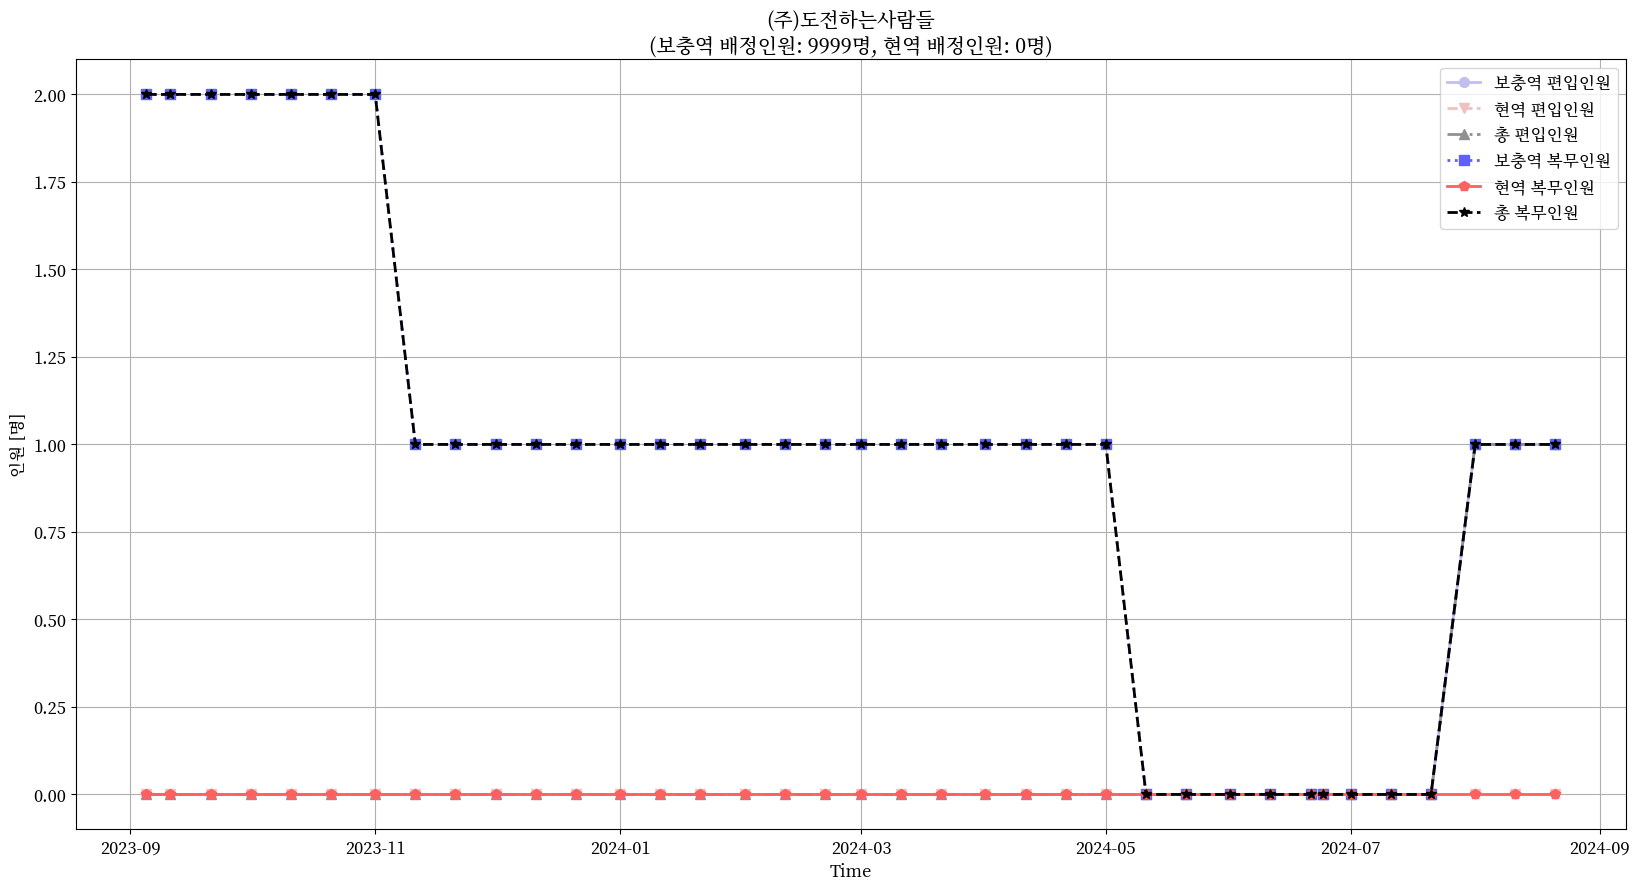 (주)도전하는사람들
(보충역 배정인원: 9999명, 현역 배정인원: 0명)
보충역 편입인원
현역 편입인원
총 편입인원
보충역 복무인원
현역 복무인원
총 복무인원
인원 [명]
2.00
1.75
1.50
1.25
1.00
0.75
0.50
0.25
0.00
2023-09 2023-11 2024-01 2024-03 2024-05 2024-07 2024-09
Time